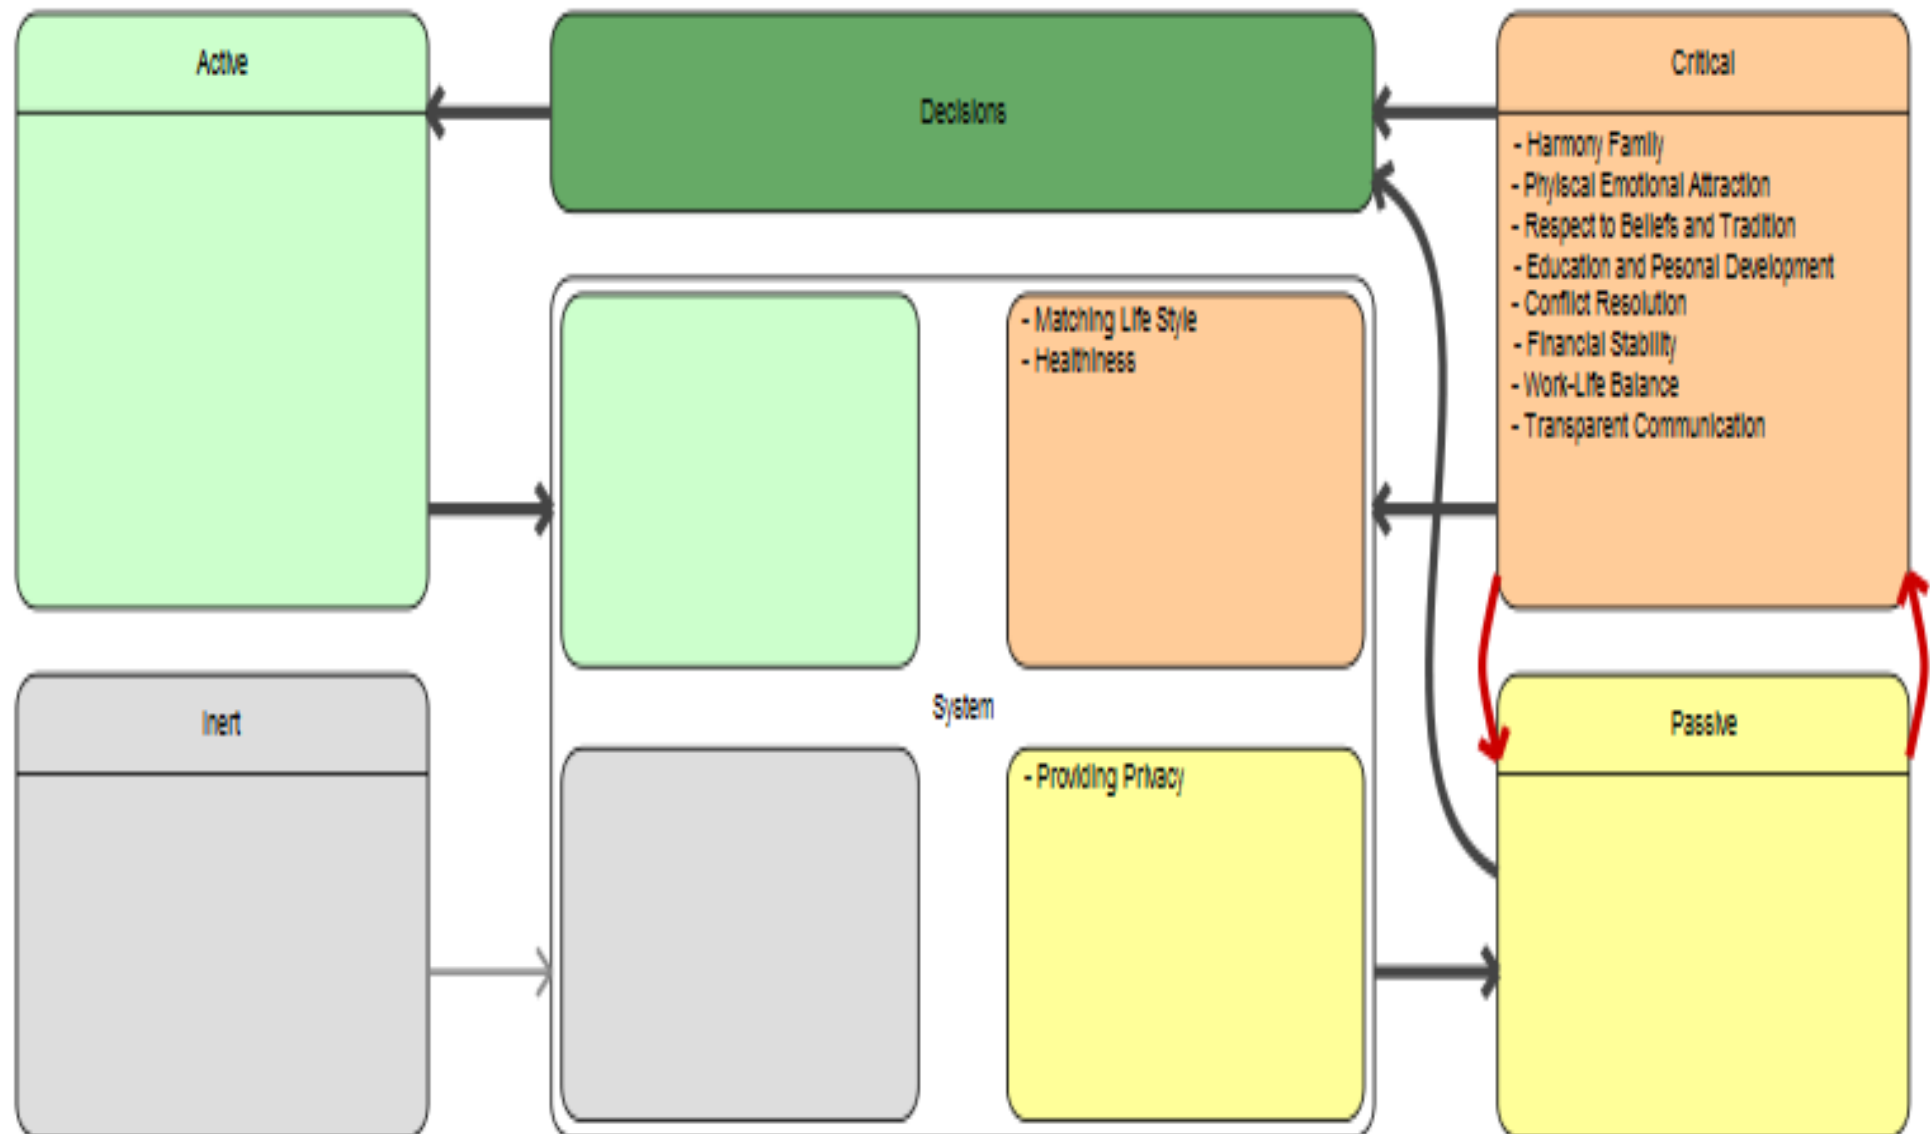 Active
Decisions
Critical
- Harmony Family
- Phyiscal Emotional Attraction
- Respect to Beliefs and Tradition
- Education and Pesonal Development
- Conflict Resolution
- Financial Stability
- Work-Life Balance
- Transparent Communication
- Matching Life Style
- Healthiness
System
Inert
- Providing Privacy
Passive